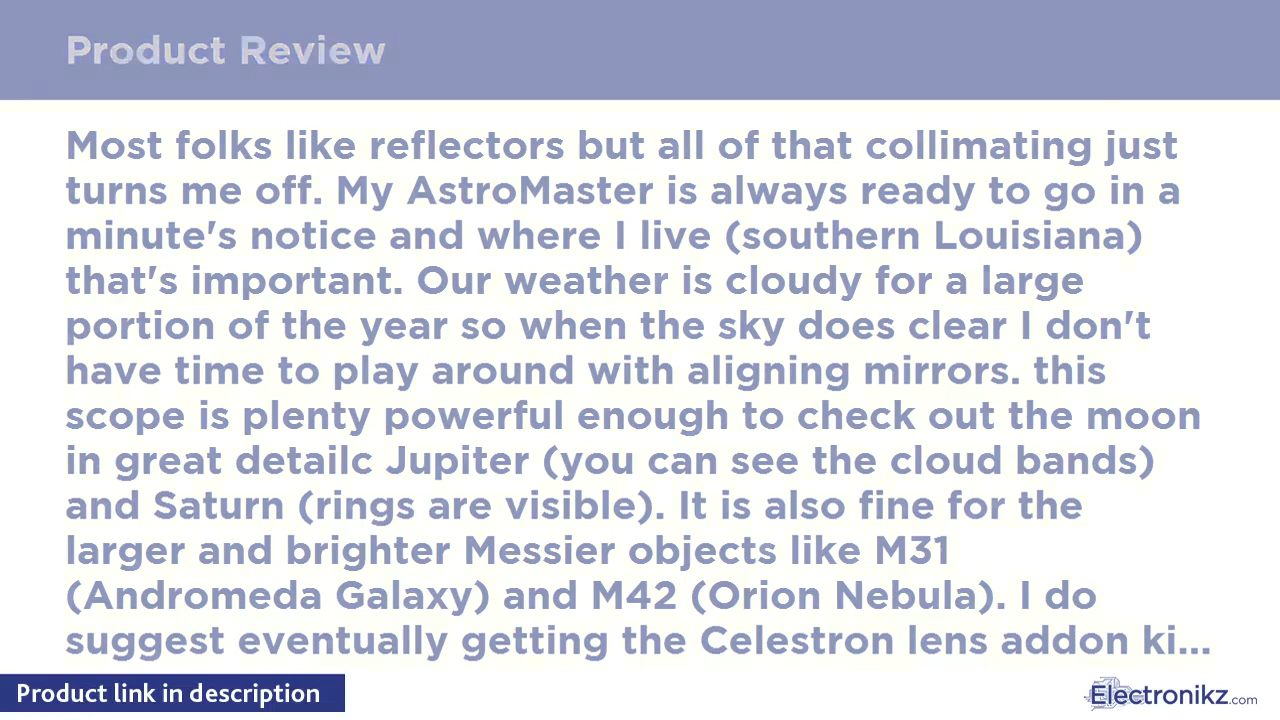 Product Review
Most folks like reflectors but all of that collimating just
turns me off. My AstroMaster is always ready to go in a
minute's notice and where I live (southern Louisiana)
that's important. Our weather is cloudy for a large
portion of the year so when the sky does clear I don't
have time to play around with aligning mirrors. this
scope is plenty powerful enough to check out the moon
in great detailc Jupiter (you can see the cloud bands)
and Saturn (rings are visible). It is also fine for the
larger and brighter Messier objects like M31
(Andromeda Galaxy) and M42 (Orion Nebula). I do
suggest eventually getting the Celestron lens addon ki...
Product link in description
Electronikz.com